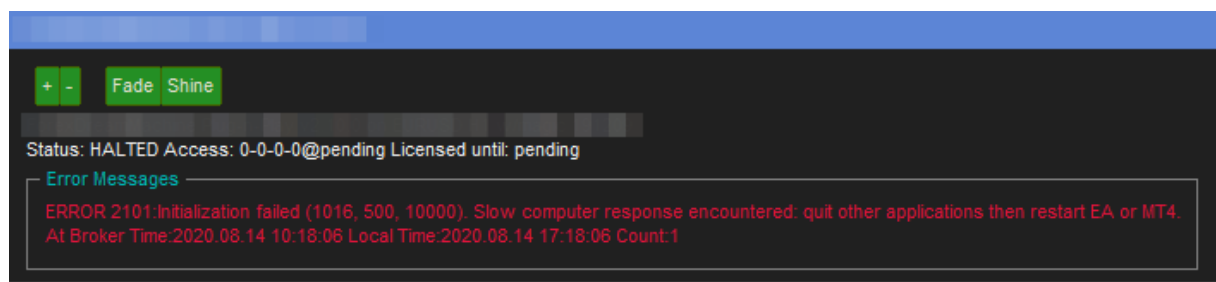 + - Fade Shine
Status: HALTED Access: 0-0-0-0@pending Licensed until: pending
Error Messages
ERROR 2101:Initialization failed (1016, 500, 10000). Slow computer response encountered: quit other applications then restart EA or MT4.
At Broker Time:2020.08.14 10:18:06 Local Time:2020.08.14 17:18:06 Count:1